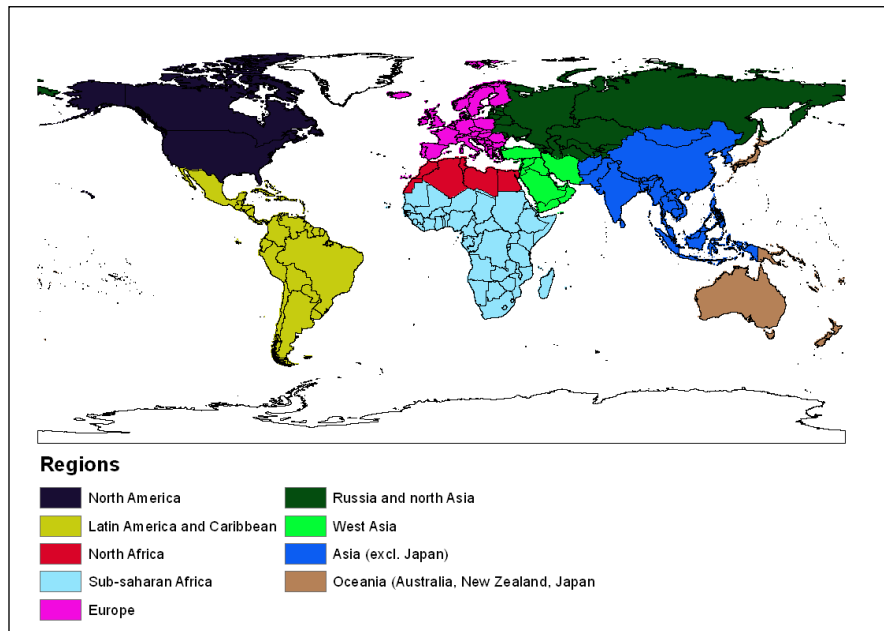 Regions
North America
Latin America and Caribbean
North Africa
Sub-saharan Africa
Europe
Russia and north Asia
West Asia
Asia (excl. Japan)
Oceania (Australia, New Zealand, Japan